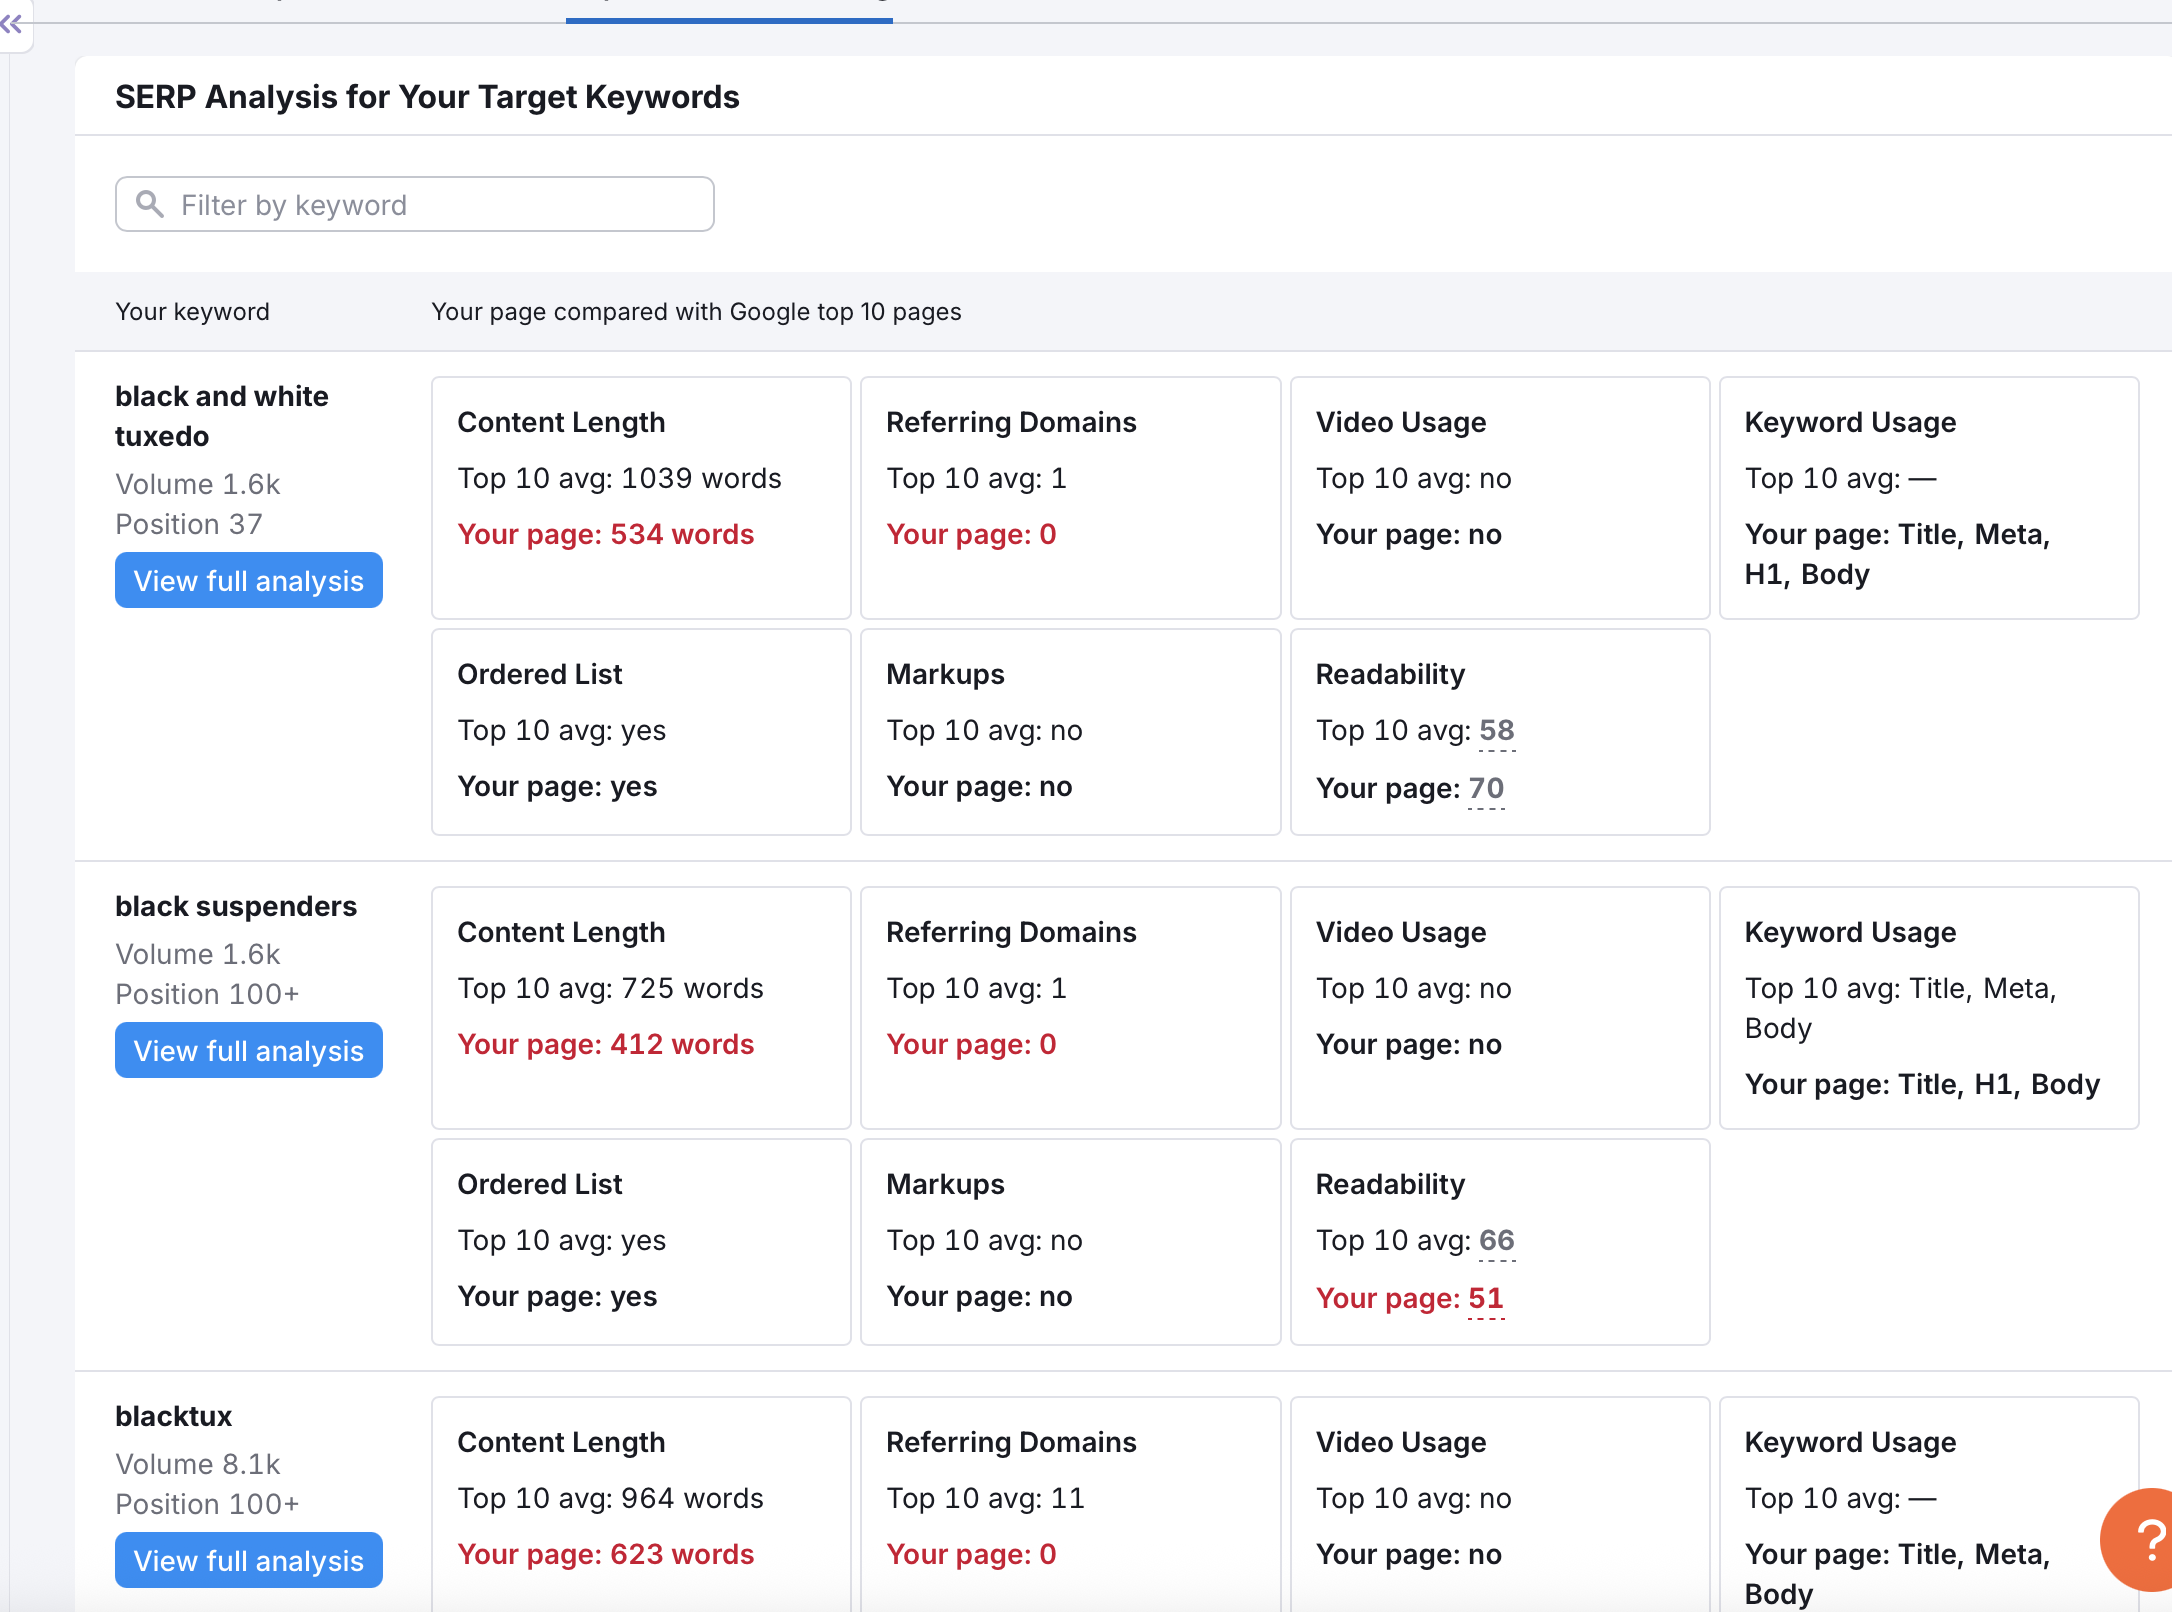 SERP Analysis for Your Target Keywords
Filter by keyword
Your keyword
Your page compared with Google top 10 pages
black and white
tuxedo
Volume 1.6k
Position 37
View full analysis
Content Length
Top 10 avg: 1039 words
Your page: 534 words
Referring Domains
Top 10 avg: 1
Your page: 0
Video Usage
Top 10 avg: no
Your page: no
Keyword Usage
Top 10 avg: —
Your page: Title, Meta,
H1, Body
Ordered List
Top 10 avg: yes
Your page: yes
Markups
Top 10 avg: no
Your page: no
Readability
Top 10 avg: 58
Your page: 70
black suspenders
Volume 1.6k
Position 100+
View full analysis
Content Length
Top 10 avg: 725 words
Your page: 412 words
Referring Domains
Top 10 avg: 1
Your page: 0
Video Usage
Top 10 avg: no
Your page: no
Keyword Usage
Top 10 avg: Title, Meta,
Body
Your page: Title, H1, Body
Ordered List
Top 10 avg: yes
Your page: yes
Markups
Top 10 avg: no
Your page: no
Readability
Top 10 avg: 66
Your page: 51
blacktux
Volume 8.1k
Position 100+
View full analysis
Content Length
Top 10 avg: 964 words
Your page: 623 words
Referring Domains
Top 10 avg: 11
Your page: 0
Video Usage
Top 10 avg: no
Your page: no
Keyword Usage
Top 10 avg: —
Your page: Title, Meta,
Body
?